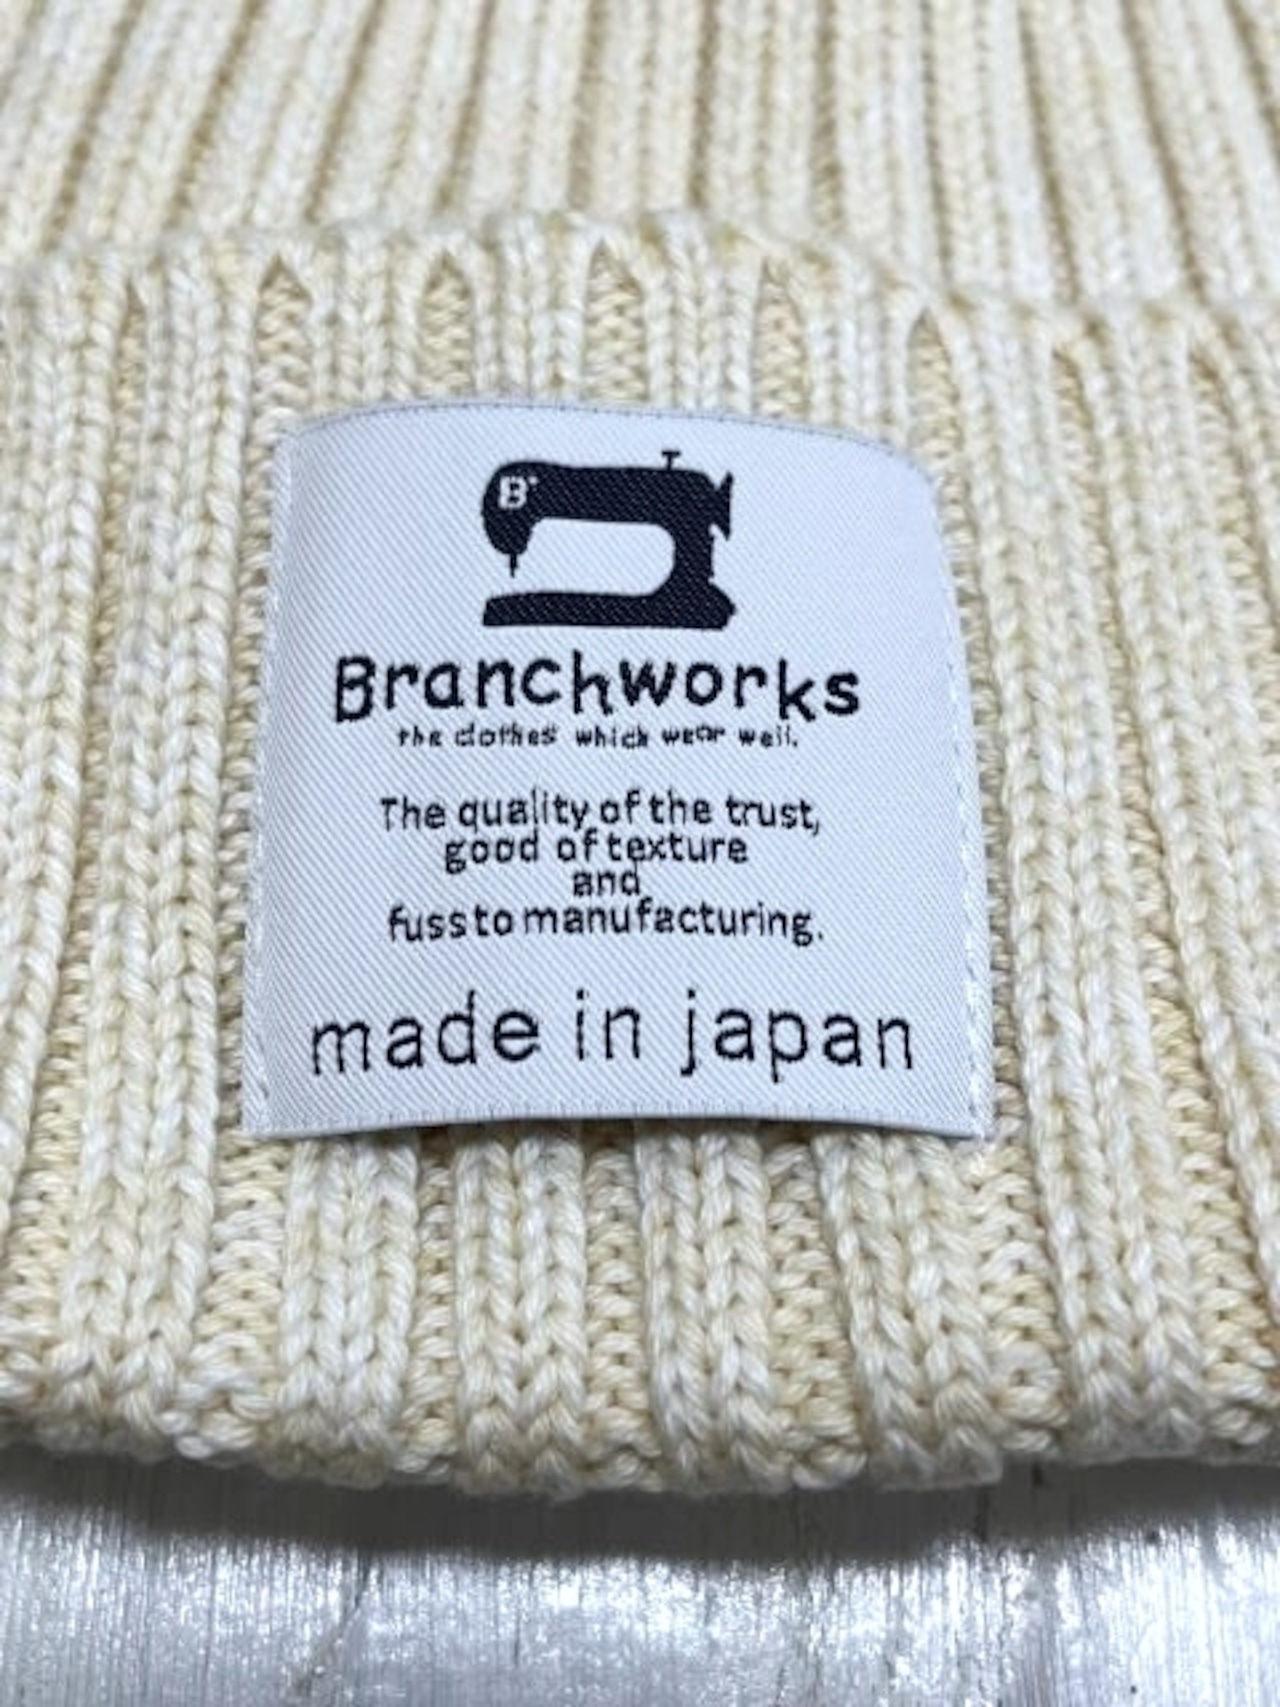 B
Branchworks
the clothes which wear well.
The quality of the trust,
good of texture
and
fuss to manufacturing.
made in japan